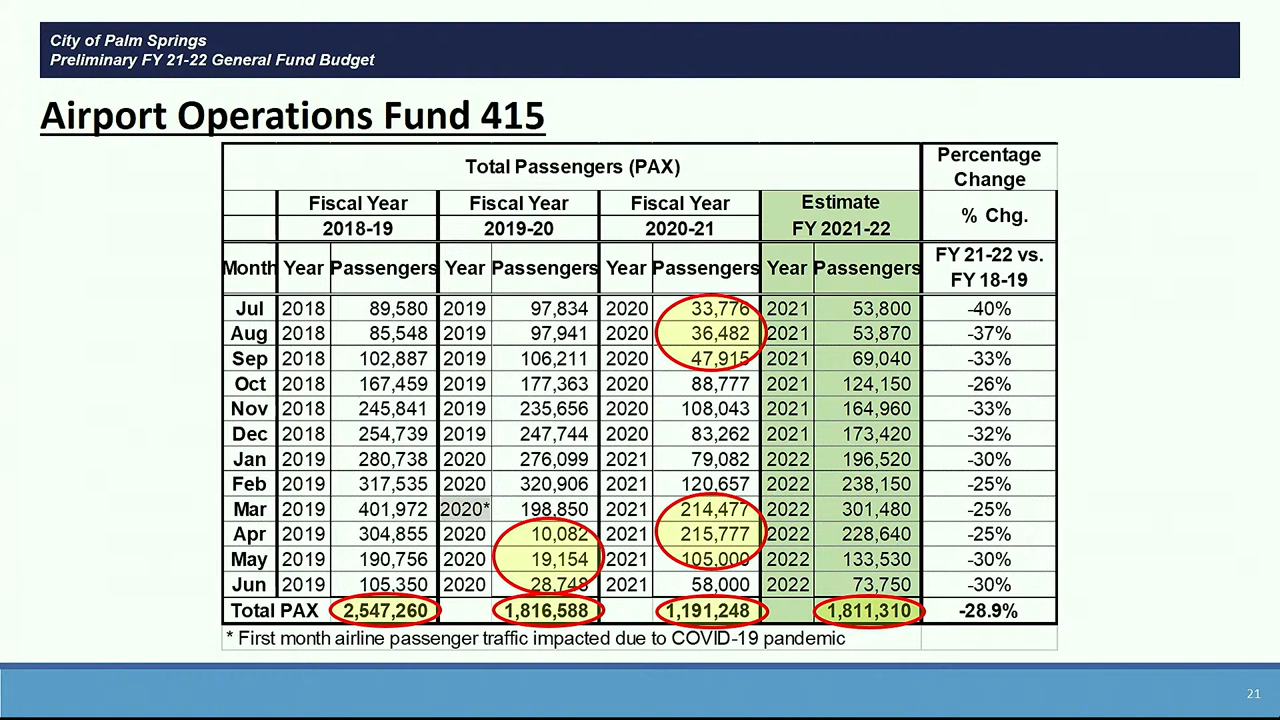 City of Palm Springs
Preliminary FY 21-22 General Fund Budget
Airport Operations Fund 415
Total Passengers (PAX) Percentage Change
Fiscal Year 2018-19 Fiscal Year 2019-20 Fiscal Year 2020-21 Estimate FY 2021-22 % Chg.
Month Year Passengers Year Passengers Year Passengers Year Passengers FY 21-22 vs. FY 18-19
Jul 2018 89,580 2019 97,834 2020 33,776 2021 53,800 -40%
Aug 2018 85,548 2019 97,941 2020 36,482 2021 53,870 -37%
Sep 2018 102,887 2019 106,211 2020 47,915 2021 69,040 -33%
Oct 2018 167,459 2019 177,363 2020 88,777 2021 124,150 -26%
Nov 2018 245,841 2019 235,656 2020 108,043 2021 164,960 -33%
Dec 2018 254,739 2019 247,744 2020 83,262 2021 173,420 -32%
Jan 2019 280,738 2020 276,099 2021 79,082 2022 196,520 -30%
Feb 2019 317,535 2020 320,906 2021 120,657 2022 238,150 -25%
Mar 2019 401,972 2020* 198,850 2021 214,477 2022 301,480 -25%
Apr 2019 304,855 2020 10,082 2021 215,777 2022 228,640 -25%
May 2019 190,756 2020 19,154 2021 105,000 2022 133,530 -30%
Jun 2019 105,350 2020 28,748 2021 58,000 2022 73,750 -30%
Total PAX 2,547,260 1,816,588 1,191,248 1,811,310 -28.9%
* First month airline passenger traffic impacted due to COVID-19 pandemic
21